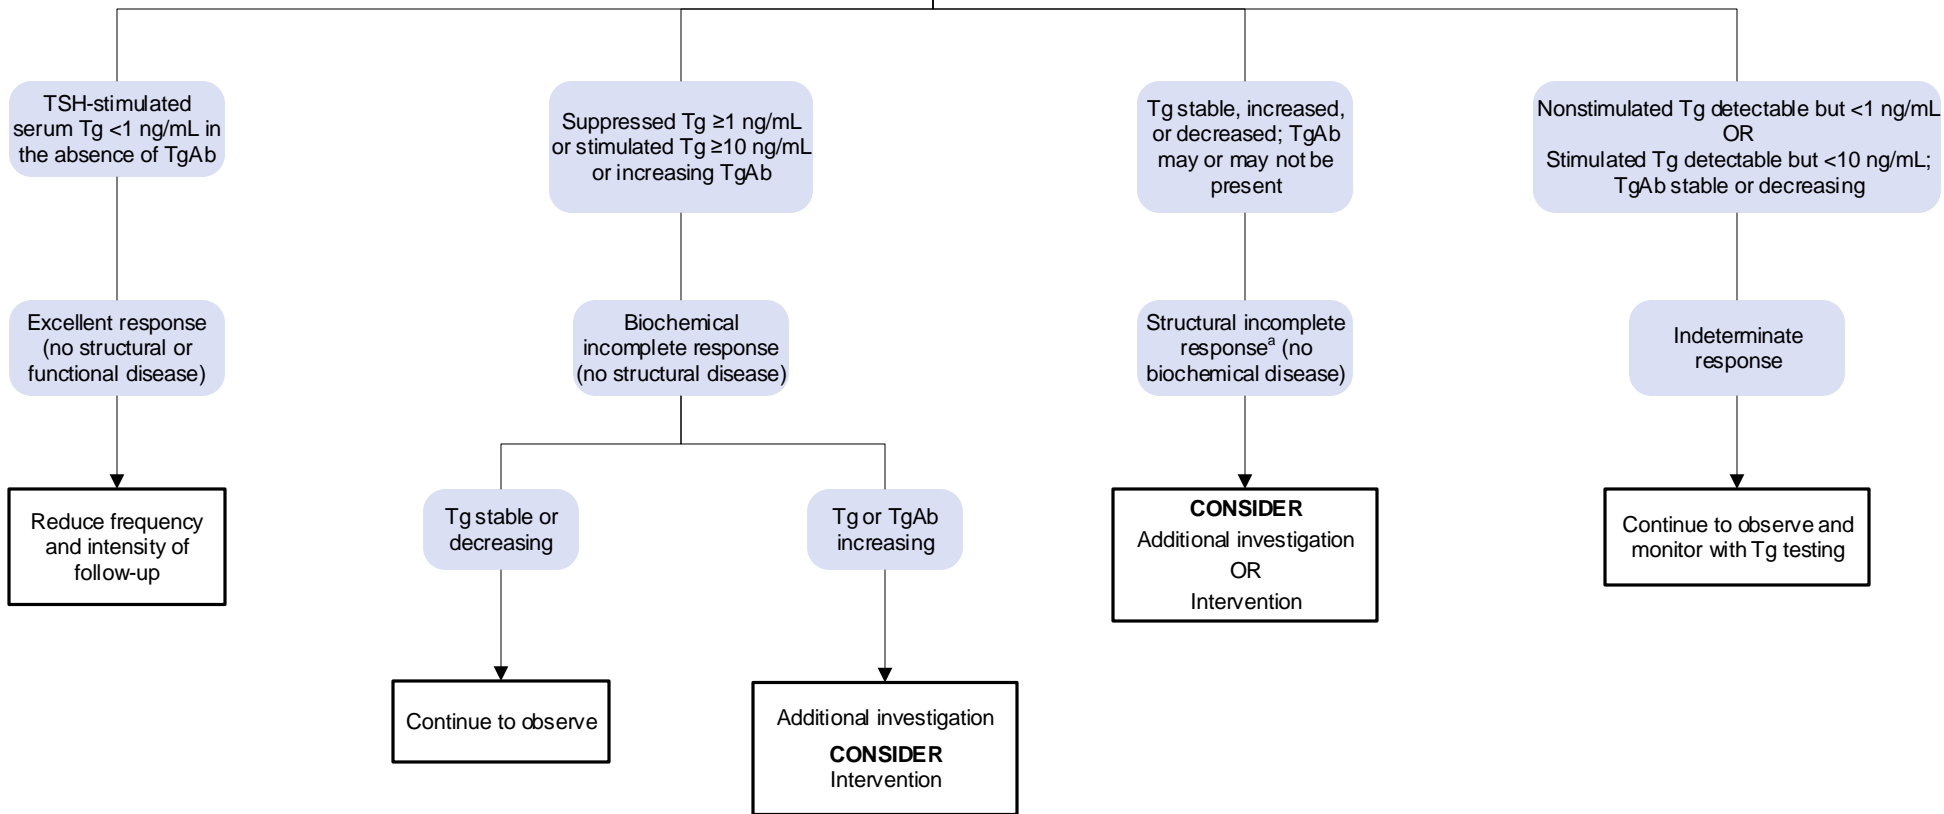 TSH-stimulated
serum Tg <1 ng/mL in
the absence of TgAb
Suppressed Tg ≥1 ng/mL
or stimulated Tg ≥10 ng/mL
or increasing TgAb
Tg stable, increased,
or decreased; TgAb
may or may not be
present
Nonstimulated Tg detectable but <1 ng/mL
OR
Stimulated Tg detectable but <10 ng/mL;
TgAb stable or decreasing
Excellent response
(no structural or
functional disease)
Biochemical
incomplete response
(no structural disease)
Structural incomplete
responseᵃ (no
biochemical disease)
Indeterminate
response
Reduce frequency
and intensity of
follow-up
Tg stable or
decreasing
Tg or TgAb
increasing
CONSIDER
Additional investigation
OR
Intervention
Continue to observe and
monitor with Tg testing
Continue to observe
Additional investigation
CONSIDER
Intervention